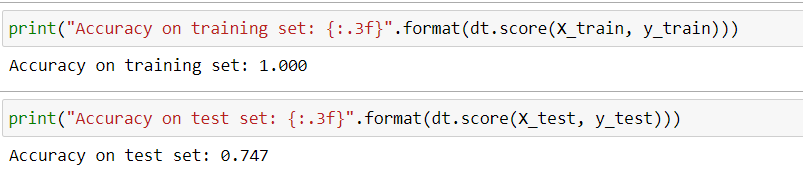 print("Accuracy on training set: {:.3f}".format(dt.score(X_train, y_train)))
Accuracy on training set: 1.000
print("Accuracy on test set: {:.3f}".format(dt.score(X_test, y_test)))
Accuracy on test set: 0.747